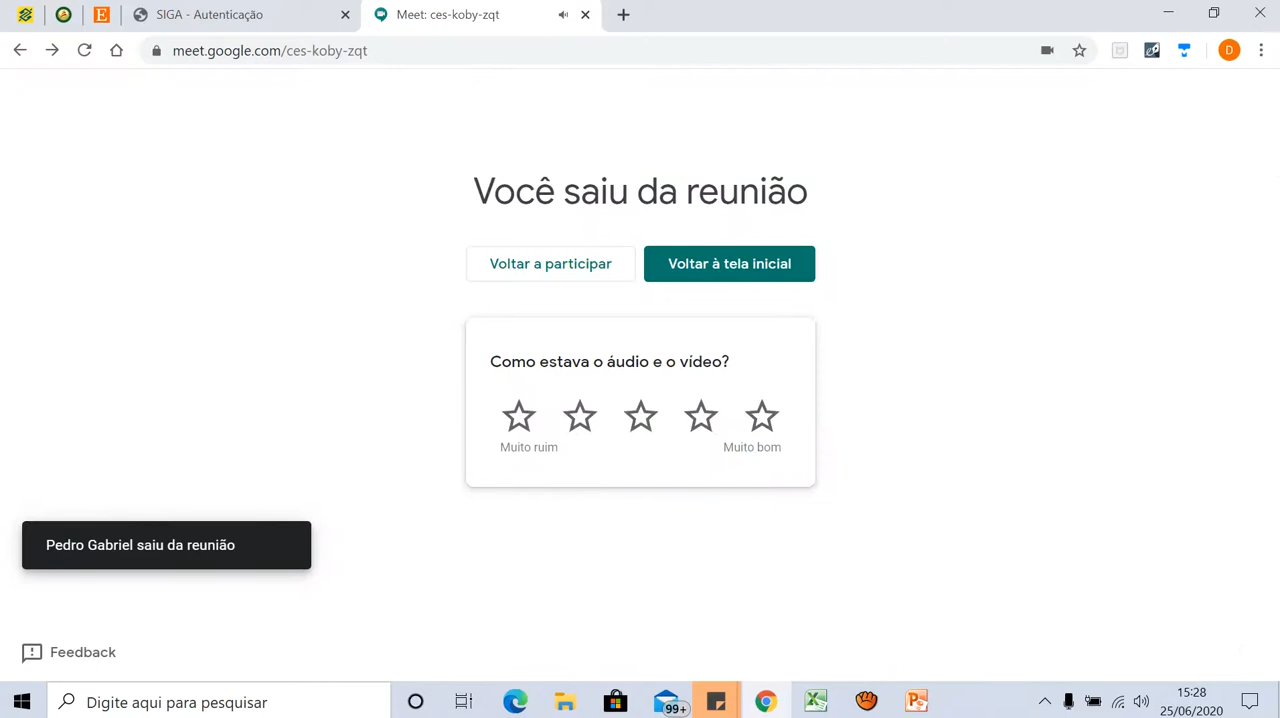 SIGA - Autenticação
Meet: ces-koby-zqt
meet.google.com/ces-koby-zqt
D
Você saiu da reunião
Voltar a participar
Voltar à tela inicial
Como estava o áudio e o vídeo?
Muito ruim
Muito bom
Pedro Gabriel saiu da reunião
Feedback
Digite aqui para pesquisar
99+
15:28
25/06/2020